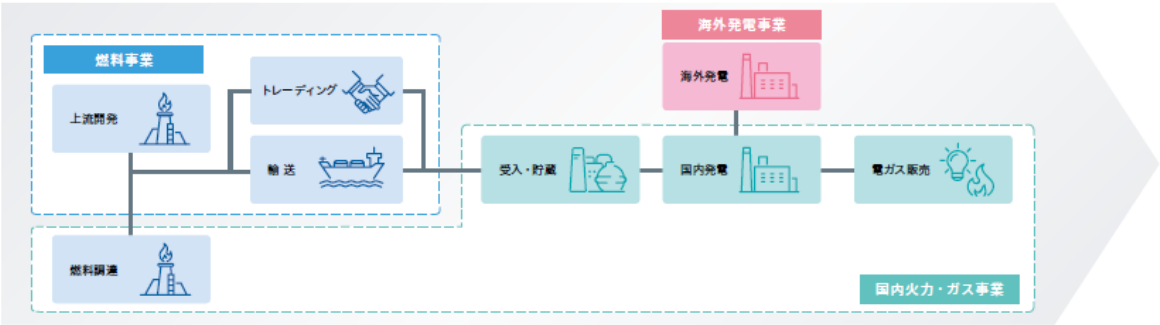 海外発電事業
燃料事業
海外発電
トレーディング
上流開発
輸送
受入・貯蔵
国内発電
電ガス販売
燃料調達
国内火力・ガス事業